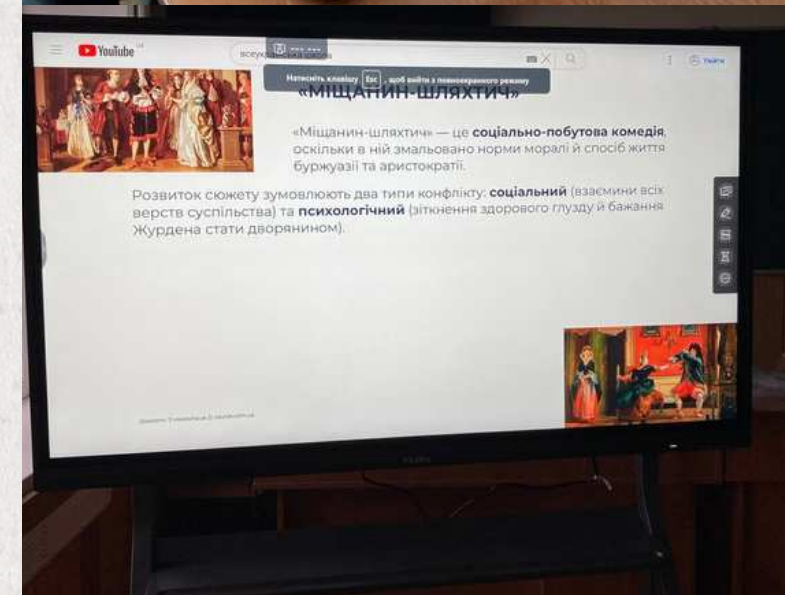 YouTube UA
Увійти
Натисніть клавішу Esc , щоб вийти з повноекранного режиму
«МІЩАНИН-ШЛЯХТИЧ»
«Міщанин-шляхтич» — це соціально-побутова комедія,
оскільки в ній змальовано норми моралі й спосіб життя
буржуазії та аристократії.
Розвиток сюжету зумовлюють два типи конфлікту: соціальний (взаємини всіх
верств суспільства) та психологічний (зіткнення здорового глузду й бажання
Журдена стати дворянином).